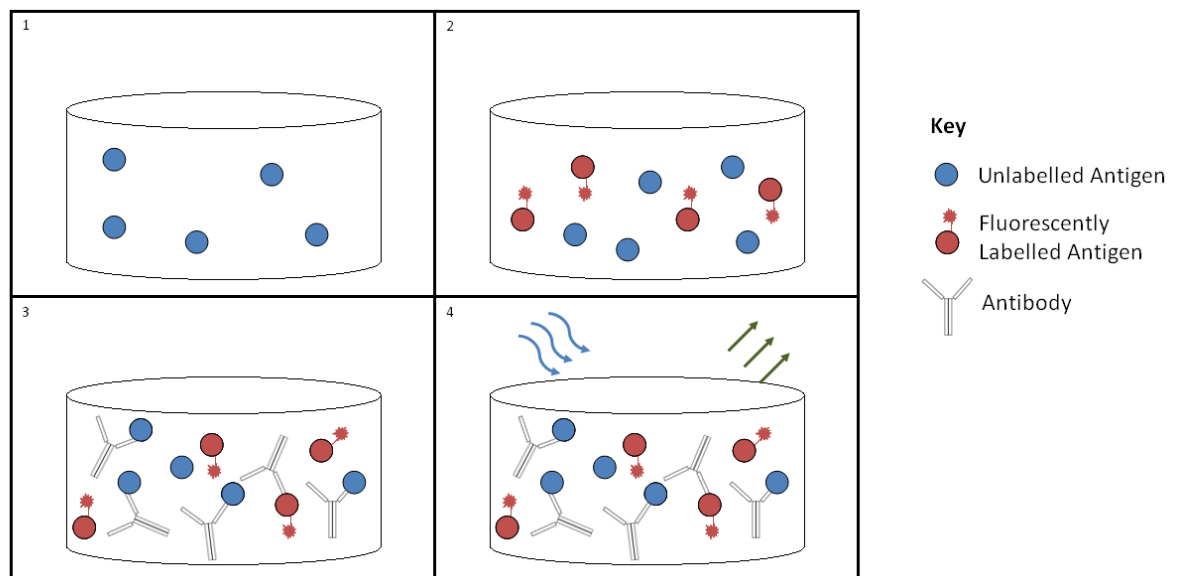 1
2
3
4
Key
Unlabelled Antigen
Fluorescently
Labelled Antigen
Antibody